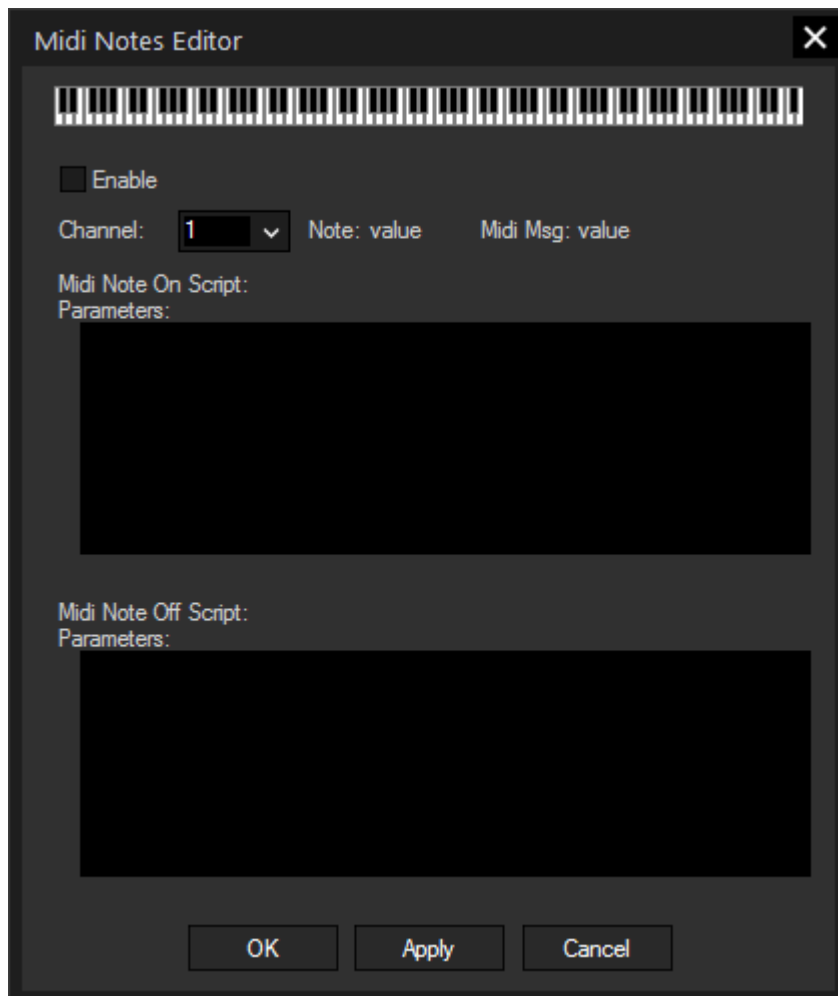 Midi Notes Editor
Enable
Channel: 1 Note: value Midi Msg: value
Midi Note On Script:
Parameters:
Midi Note Off Script:
Parameters:
OK Apply Cancel